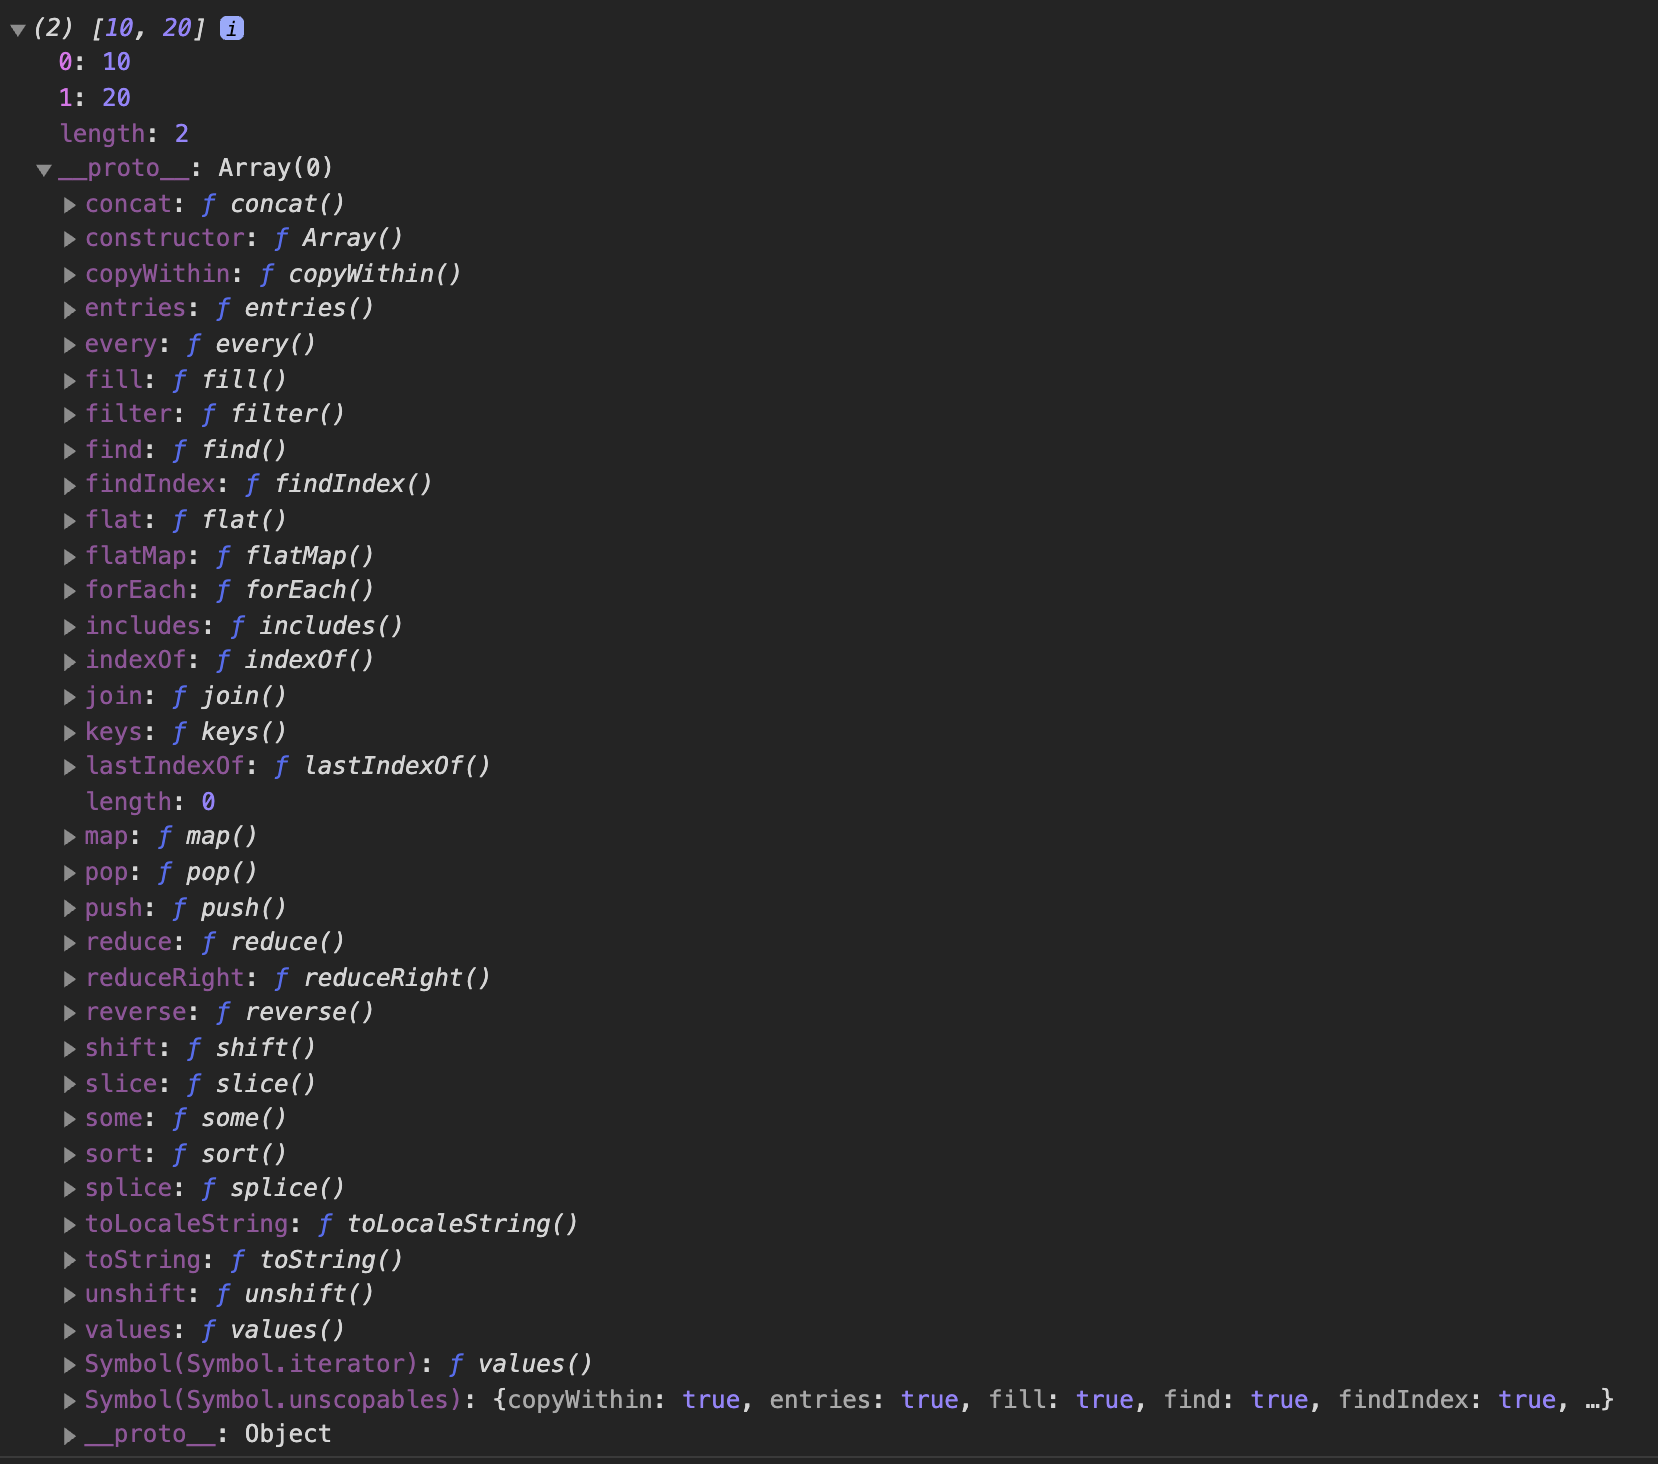 ▼(2) [10, 20] i
0: 10
1: 20
length: 2
▼__proto__: Array(0)
▶concat: ƒ concat()
▶constructor: ƒ Array()
▶copyWithin: ƒ copyWithin()
▶entries: ƒ entries()
▶every: ƒ every()
▶fill: ƒ fill()
▶filter: ƒ filter()
▶find: ƒ find()
▶findIndex: ƒ findIndex()
▶flat: ƒ flat()
▶flatMap: ƒ flatMap()
▶forEach: ƒ forEach()
▶includes: ƒ includes()
▶indexOf: ƒ indexOf()
▶join: ƒ join()
▶keys: ƒ keys()
▶lastIndexOf: ƒ lastIndexOf()
length: 0
▶map: ƒ map()
▶pop: ƒ pop()
▶push: ƒ push()
▶reduce: ƒ reduce()
▶reduceRight: ƒ reduceRight()
▶reverse: ƒ reverse()
▶shift: ƒ shift()
▶slice: ƒ slice()
▶some: ƒ some()
▶sort: ƒ sort()
▶splice: ƒ splice()
▶toLocaleString: ƒ toLocaleString()
▶toString: ƒ toString()
▶unshift: ƒ unshift()
▶values: ƒ values()
▶Symbol(Symbol.iterator): ƒ values()
▶Symbol(Symbol.unscopables): {copyWithin: true, entries: true, fill: true, find: true, findIndex: true, …}
▶__proto__: Object